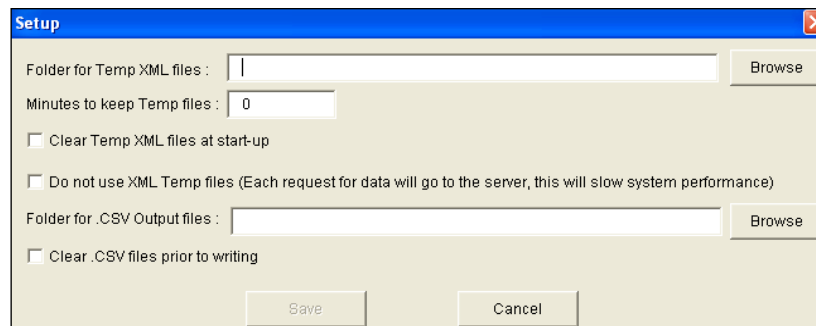 Setup
Folder for Temp XML files : Browse
Minutes to keep Temp files : 0
Clear Temp XML files at start-up
Do not use XML Temp files (Each request for data will go to the server, this will slow system performance)
Folder for .CSV Output files : Browse
Clear .CSV files prior to writing
Save Cancel